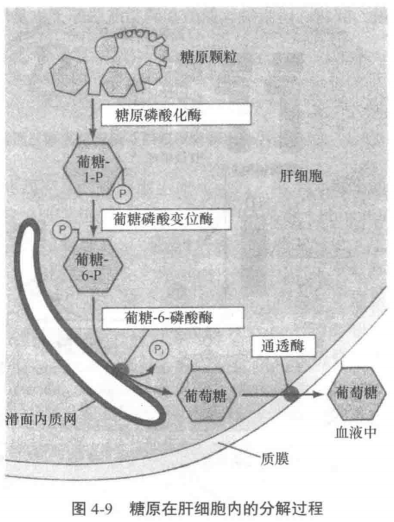 糖原颗粒
糖原磷酸化酶
葡糖-
1-P
P
肝细胞
葡糖磷酸变位酶
P
葡糖-
6-P
葡糖-6-磷酸酶
Pi
通透酶
葡萄糖
葡萄糖
滑面内质网
血液中
质膜
图 4-9 糖原在肝细胞内的分解过程